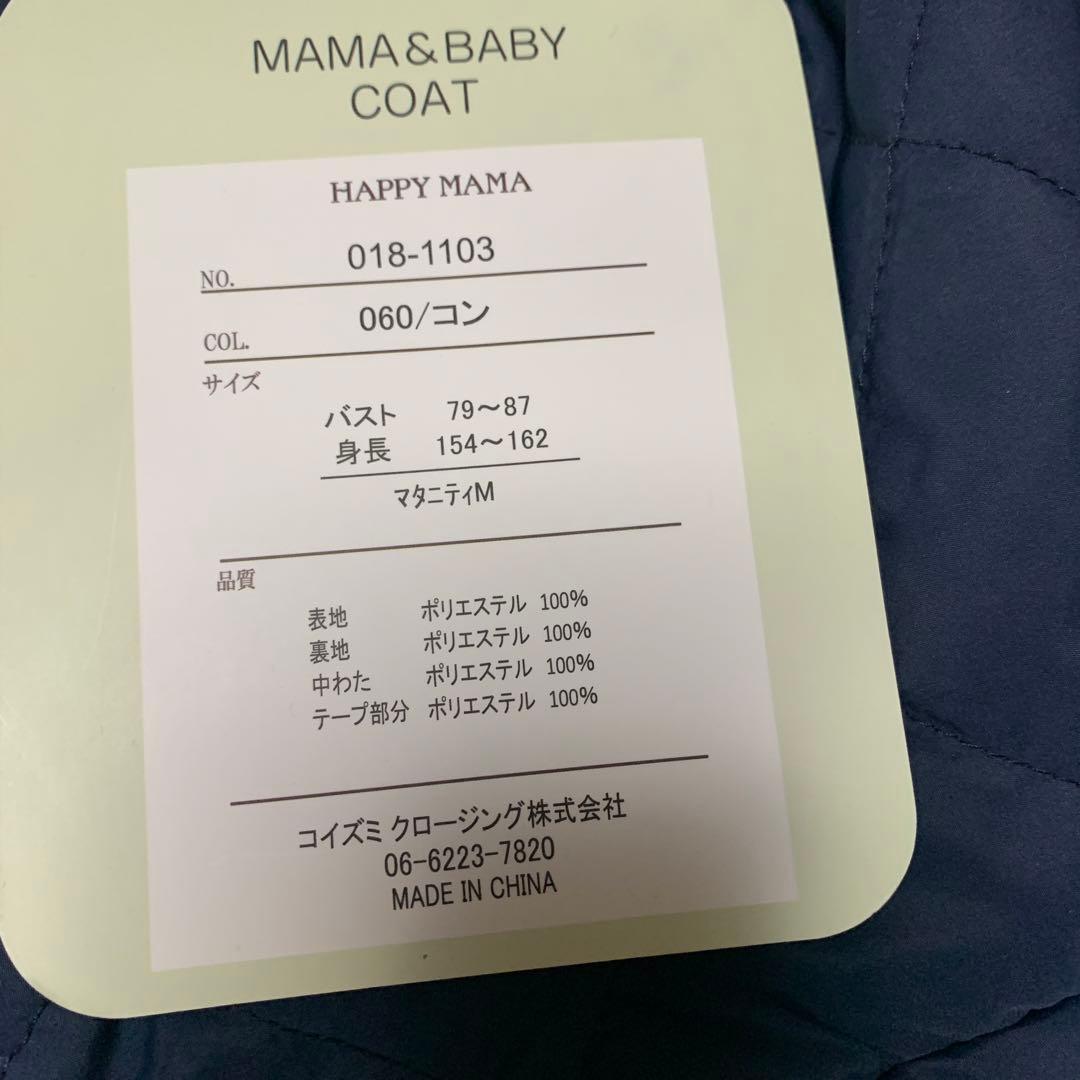 MAMA&BABY
COAT
HAPPY MAMA
NO. 018-1103
COL. 060/コン
サイズ
バスト 79～87
身長 154～162
マタニティM
品質
表地 ポリエステル 100%
裏地 ポリエステル 100%
中わた ポリエステル 100%
テープ部分 ポリエステル 100%
コイズミ クロージング株式会社
06-6223-7820
MADE IN CHINA